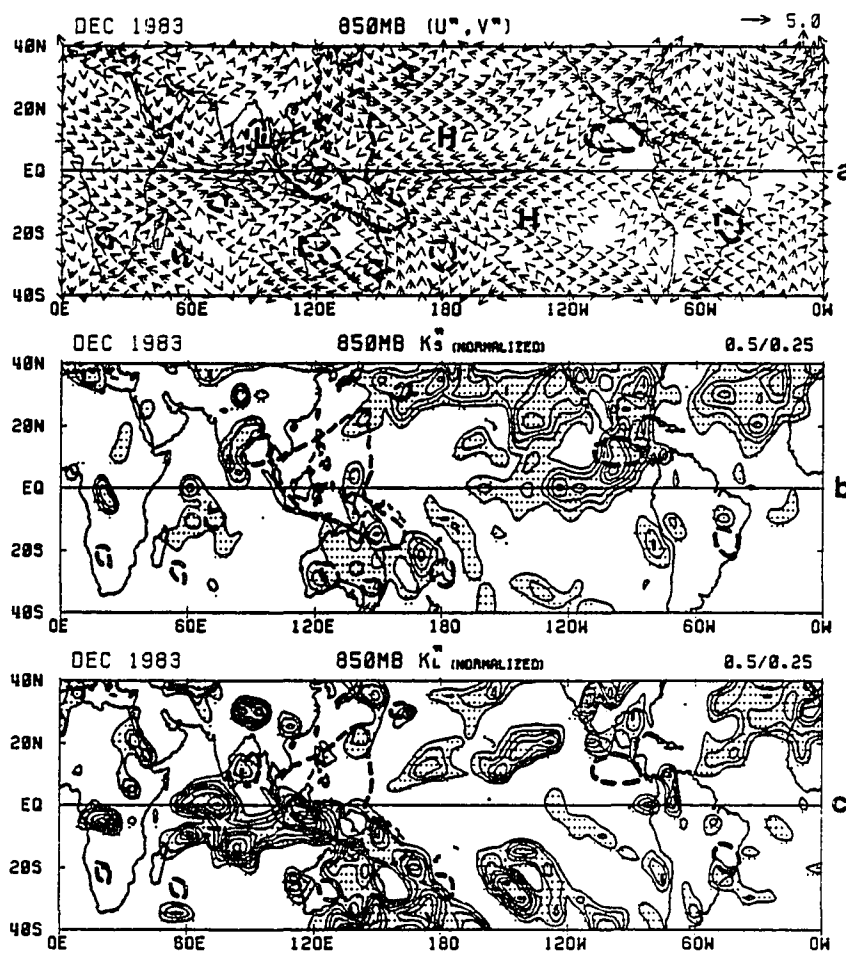 DEC 1983 850MB (U*,V*) → 5.0
40N
20N
EQ
20S
40S
H
H
0E 60E 120E 180 120W 60W 0W
a
DEC 1983 850MB K*S (NORMALIZED) 0.5/0.25
40N
20N
EQ
20S
40S
0E 60E 120E 180 120W 60W 0W
b
DEC 1983 850MB K*L (NORMALIZED) 0.5/0.25
40N
20N
EQ
20S
40S
0E 60E 120E 180 120W 60W 0W
c